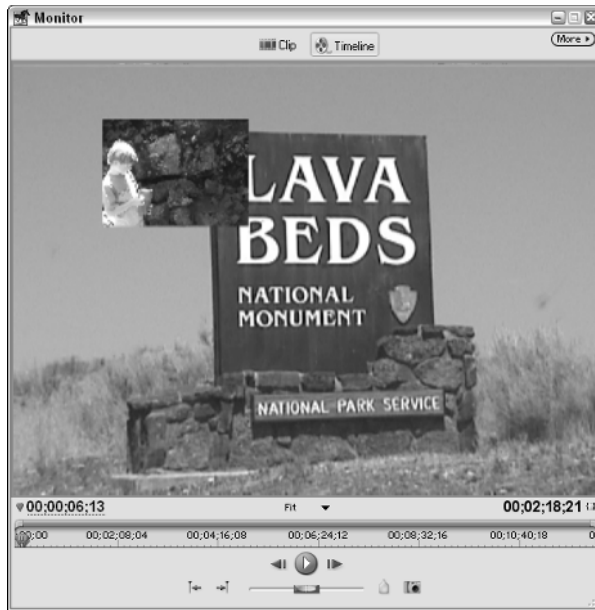 Monitor
Clip Timeline More
LAVA
BEDS
NATIONAL
MONUMENT
NATIONAL PARK SERVICE
00;00;06;13 Fit 00;02;18;21
00;00 00;02;08;04 00;04;16;08 00;06;24;12 00;08;32;16 00;10;40;18